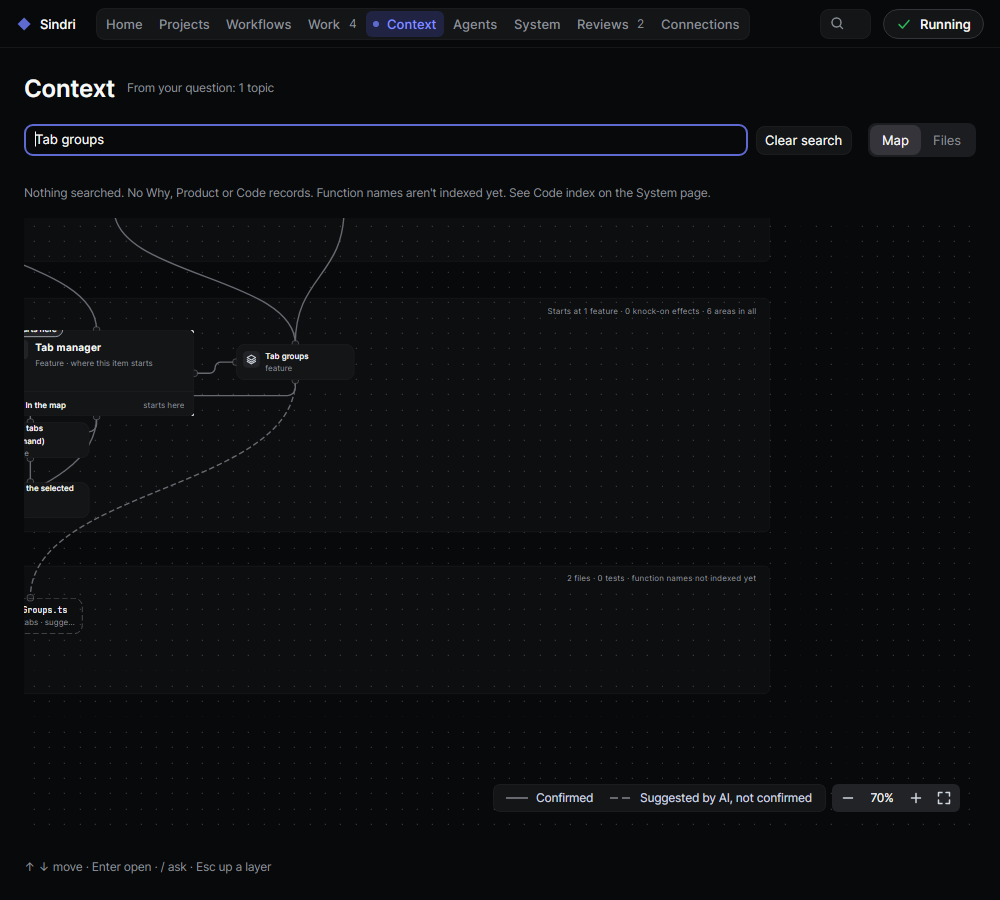 Sindri
Home Projects Workflows Work 4 Context Agents System Reviews 2 Connections
Running
Context From your question: 1 topic
Tab groups
Clear search
Map Files
Nothing searched. No Why, Product or Code records. Function names aren't indexed yet. See Code index on the System page.
Starts at 1 feature · 0 knock-on effects · 6 areas in all
here
Tab manager
Feature · where this item starts
In the map starts here
Tab groups
feature
tabs
the selected
2 files · 0 tests · function names not indexed yet
Groups.ts
abs · sugge...
Confirmed Suggested by AI, not confirmed
− 70% +
↑ ↓ move · Enter open · / ask · Esc up a layer